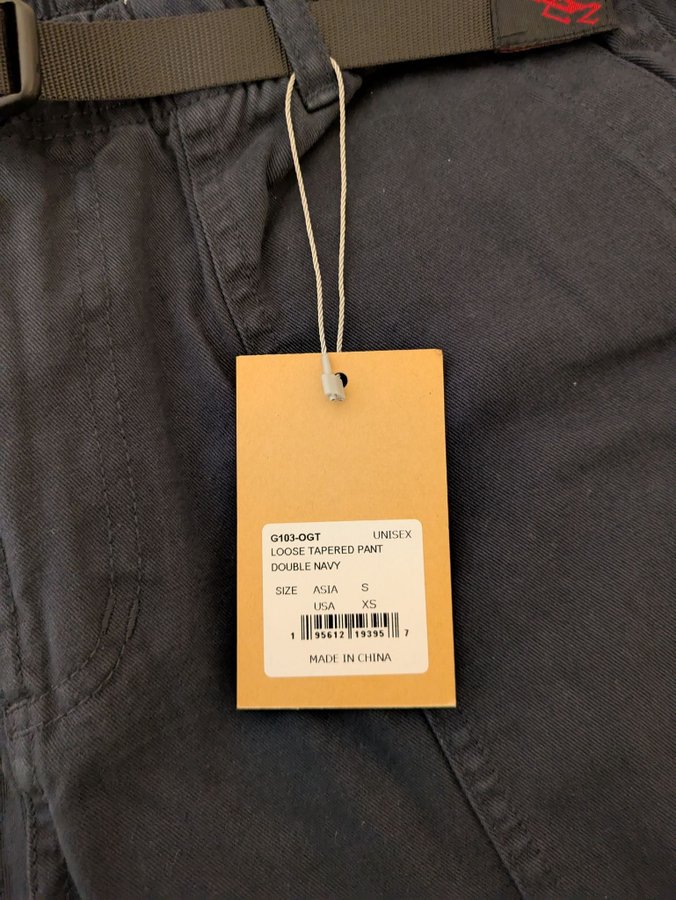 G103-OGT UNISEX
LOOSE TAPERED PANT
DOUBLE NAVY
SIZE ASIA S
USA XS
1 95612 19395 7
MADE IN CHINA